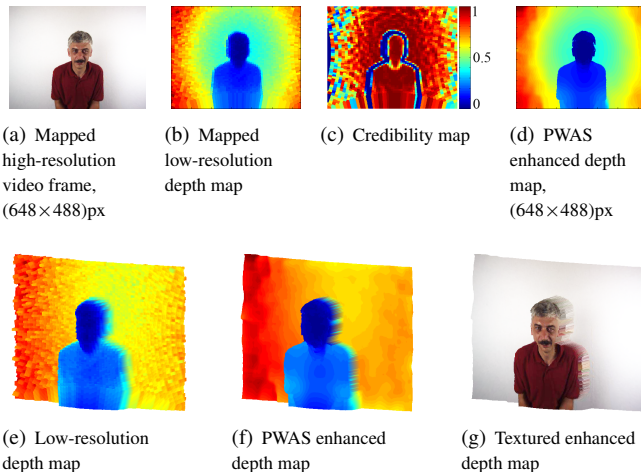 1
0.5
0
(a) Mapped
high-resolution
video frame,
(648×488)px
(b) Mapped
low-resolution
depth map
(c) Credibility map
(d) PWAS
enhanced depth
map,
(648×488)px
(e) Low-resolution
depth map
(f) PWAS enhanced
depth map
(g) Textured enhanced
depth map